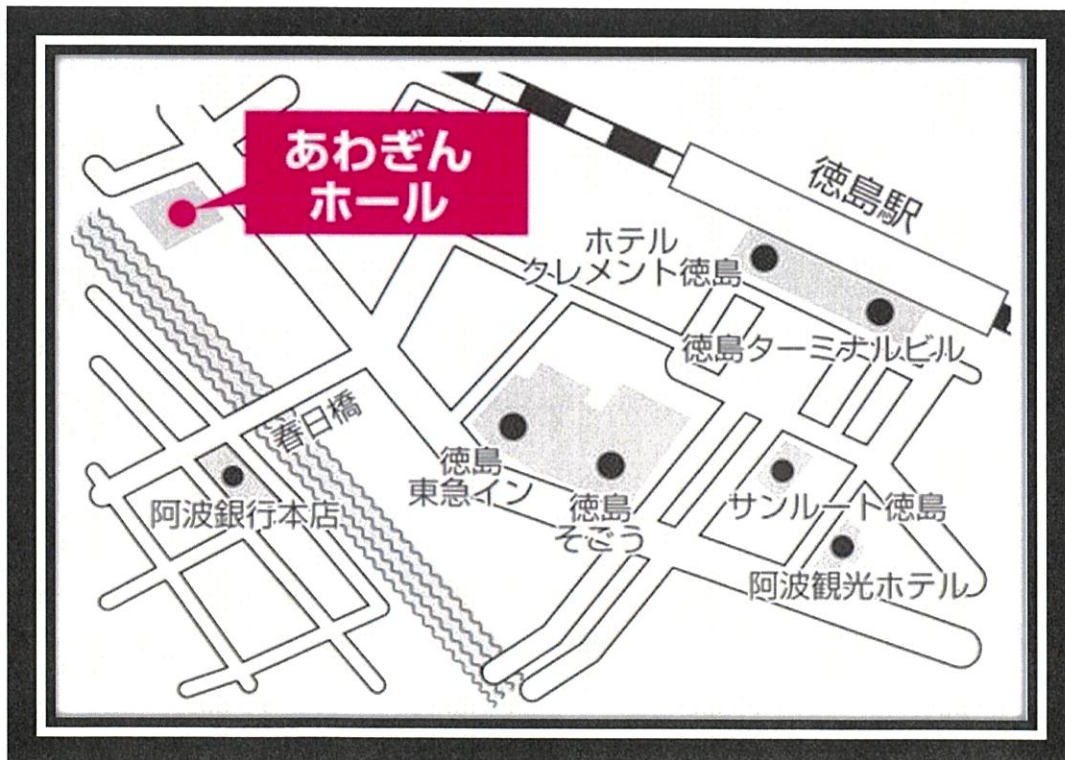 あわぎん
ホール
徳島駅
ホテル
クレメント徳島
徳島ターミナルビル
春日橋
徳島
東急イン
徳島
そごう
サンルート徳島
阿波銀行本店
阿波観光ホテル